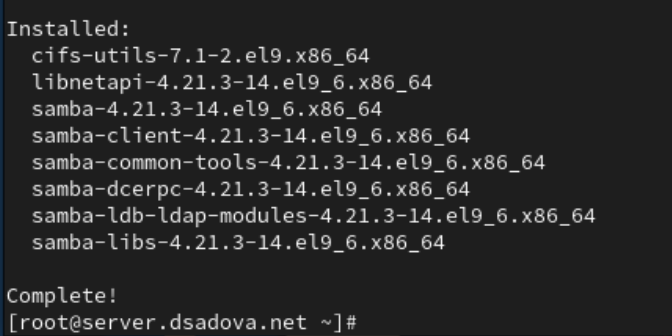 Installed:
cifs-utils-7.1-2.el9.x86_64
libnetapi-4.21.3-14.el9_6.x86_64
samba-4.21.3-14.el9_6.x86_64
samba-client-4.21.3-14.el9_6.x86_64
samba-common-tools-4.21.3-14.el9_6.x86_64
samba-dcerpc-4.21.3-14.el9_6.x86_64
samba-ldb-ldap-modules-4.21.3-14.el9_6.x86_64
samba-libs-4.21.3-14.el9_6.x86_64
Complete!
[root@server.dsadova.net ~]#